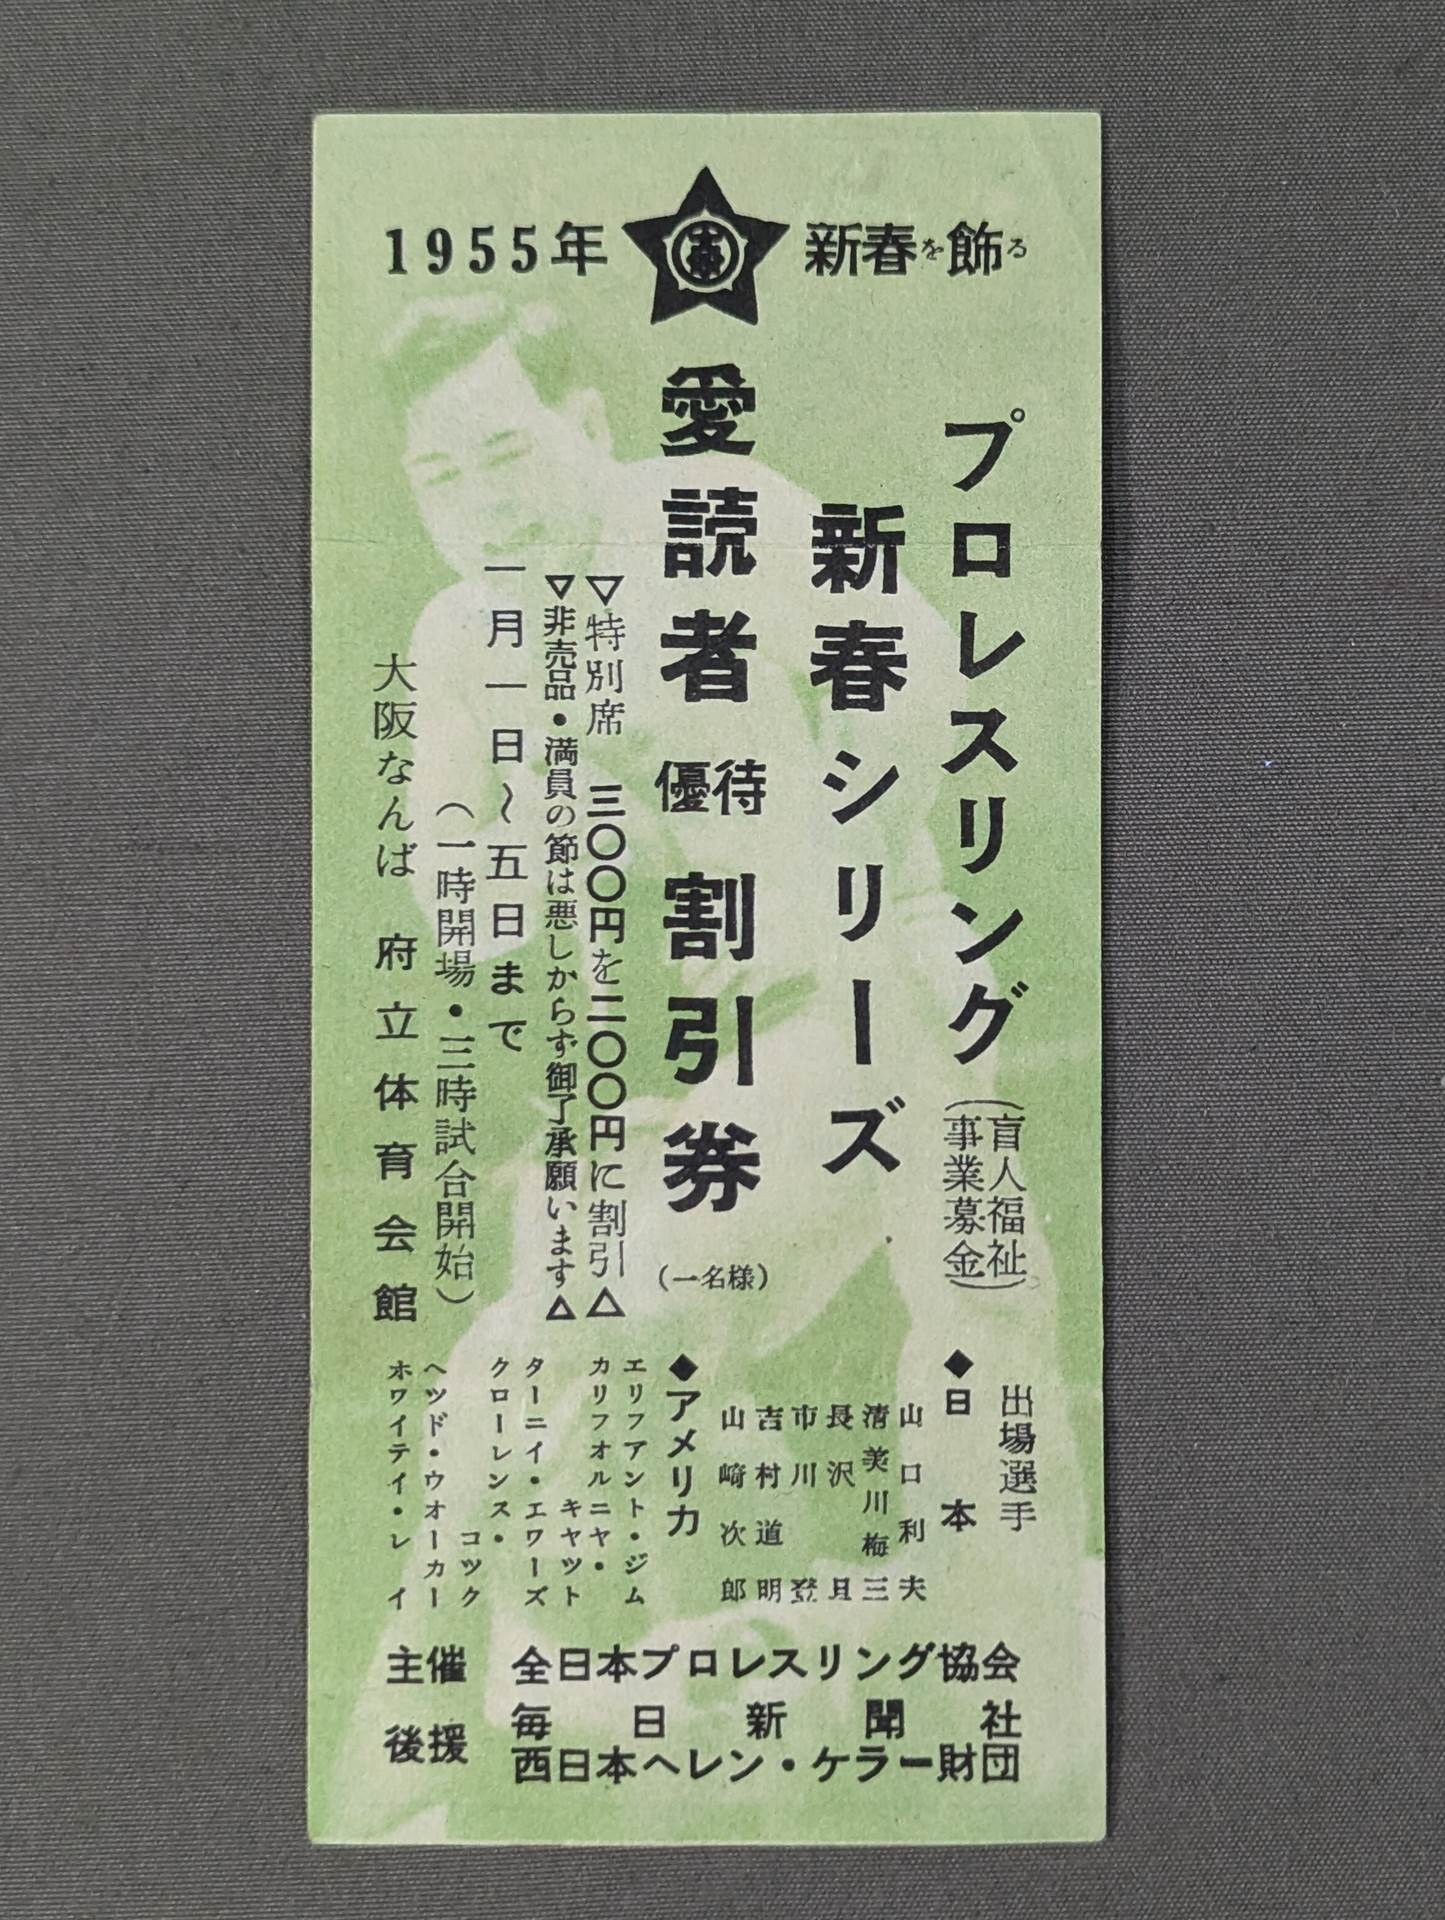 1955年 新春を飾る
プロレスリング
(盲人福祉
事業募金)
新春シリーズ
愛読者優待割引券
(一名様)
▽特別席 三〇〇円を二〇〇円に割引△
▽非売品・満員の節は悪しからず御了承願います△
一月一日〜五日まで
(一時開場・三時試合開始)
大阪なんば 府立体育会館
出場選手
◆日本
山口利夫
清美川梅三
長沢 日一
市川 登
吉村道明
山崎次郎
◆アメリカ
エリフアント・ジム
カリフオルニヤ・
キヤツト
ターニイ・エワーズ
クローレンス・
コツク
ヘツド・ウオーカー
ホワイテイ・レイ
主催 全日本プロレスリング協会
後援 毎日新聞社
西日本ヘレン・ケラー財団